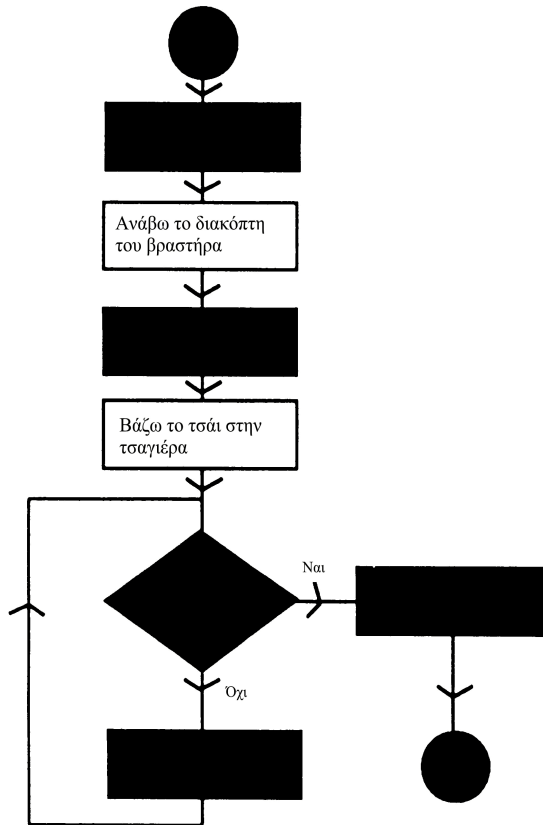 Ανάβω το διακόπτη
του βραστήρα
Βάζω το τσάι στην
τσαγιέρα
Ναι
Όχι